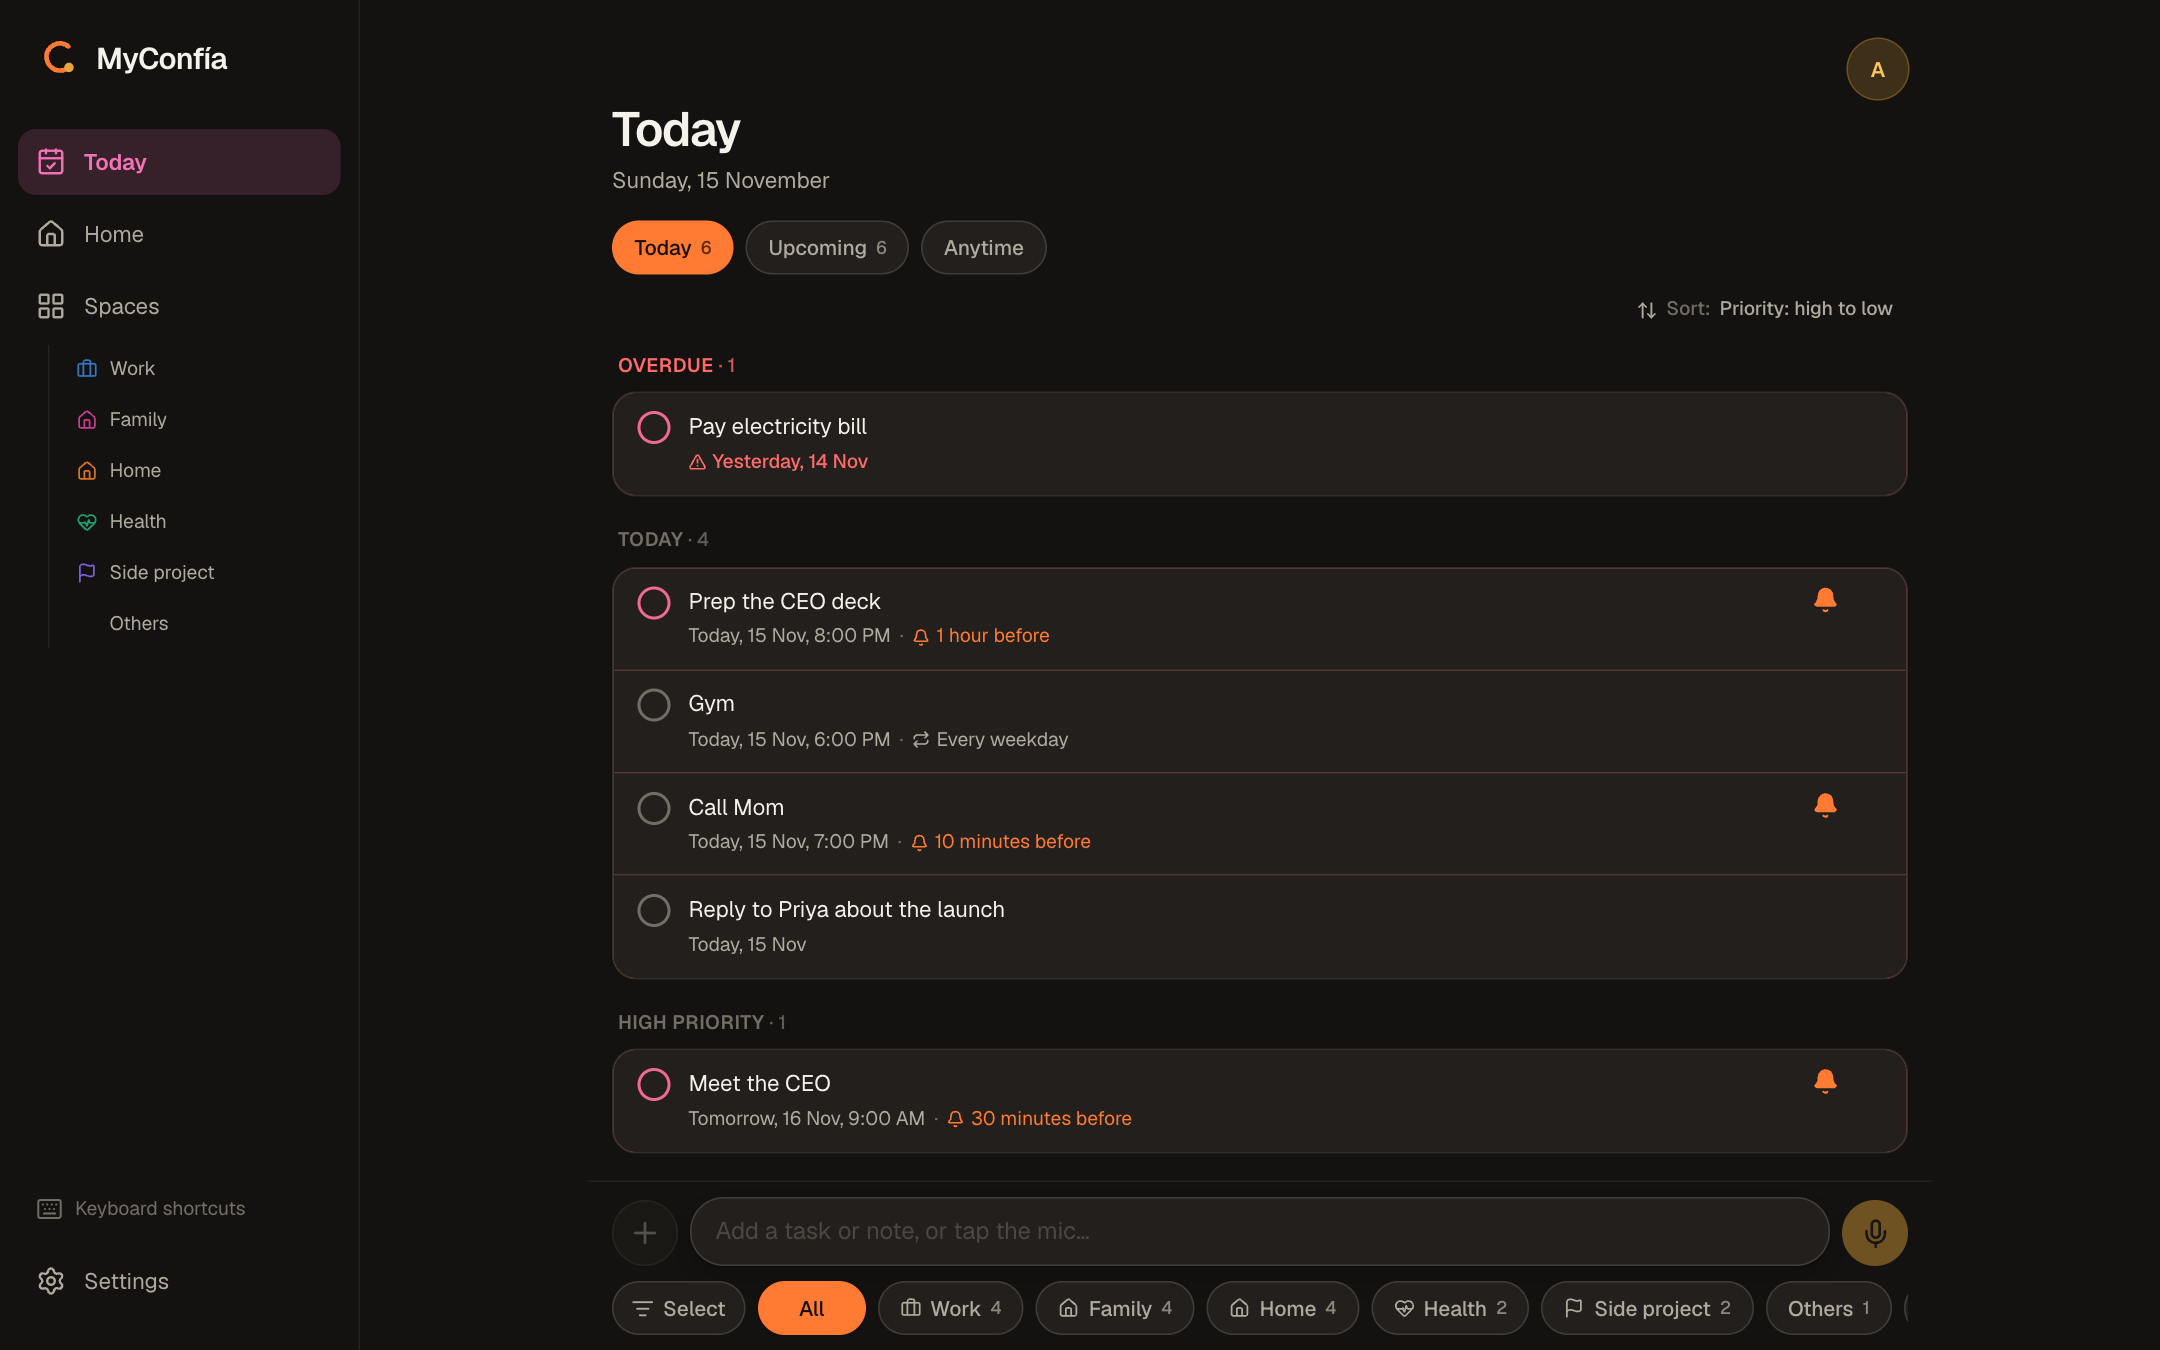 MyConfía
Today
Home
Spaces
Work
Family
Home
Health
Side project
Others
Keyboard shortcuts
Settings
A
Today
Sunday, 15 November
Today 6
Upcoming 6
Anytime
Sort: Priority: high to low
OVERDUE · 1
Pay electricity bill
Yesterday, 14 Nov
TODAY · 4
Prep the CEO deck
Today, 15 Nov, 8:00 PM · 1 hour before
Gym
Today, 15 Nov, 6:00 PM · Every weekday
Call Mom
Today, 15 Nov, 7:00 PM · 10 minutes before
Reply to Priya about the launch
Today, 15 Nov
HIGH PRIORITY · 1
Meet the CEO
Tomorrow, 16 Nov, 9:00 AM · 30 minutes before
Add a task or note, or tap the mic...
Select
All
Work 4
Family 4
Home 4
Health 2
Side project 2
Others 1